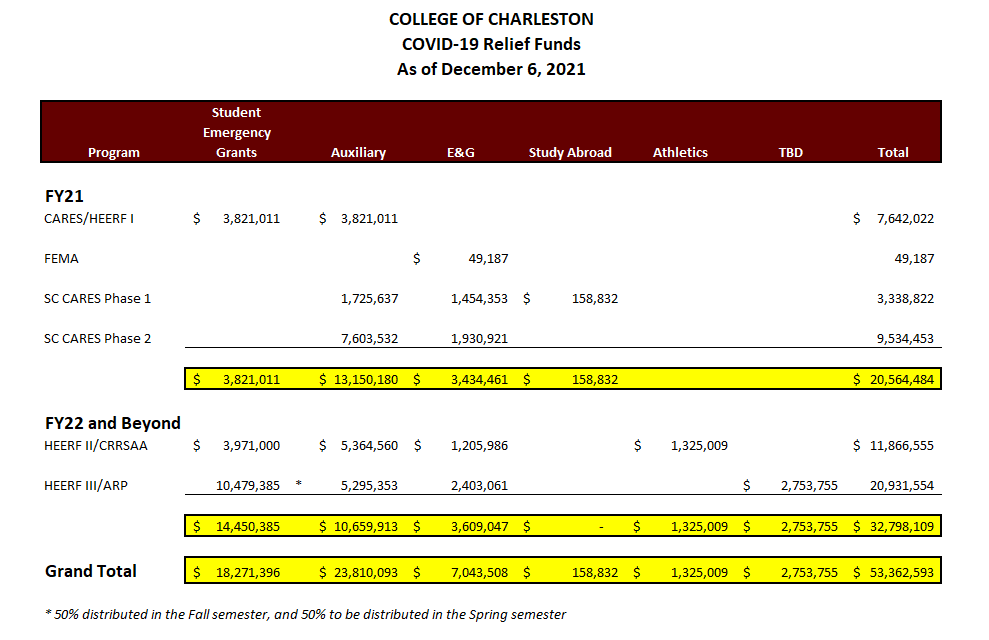 COLLEGE OF CHARLESTON
COVID-19 Relief Funds
As of December 6, 2021
Student
Emergency
Program Grants Auxiliary E&G Study Abroad Athletics TBD Total
FY21
CARES/HEERF I $ 3,821,011 $ 3,821,011 $ 7,642,022
FEMA $ 49,187 49,187
SC CARES Phase 1 1,725,637 1,454,353 $ 158,832 3,338,822
SC CARES Phase 2 7,603,532 1,930,921 9,534,453
$ 3,821,011 $ 13,150,180 $ 3,434,461 $ 158,832 $ 20,564,484
FY22 and Beyond
HEERF II/CRRSAA $ 3,971,000 $ 5,364,560 $ 1,205,986 $ 1,325,009 $ 11,866,555
HEERF III/ARP 10,479,385 * 5,295,353 2,403,061 $ 2,753,755 20,931,554
$ 14,450,385 $ 10,659,913 $ 3,609,047 $ - $ 1,325,009 $ 2,753,755 $ 32,798,109
Grand Total $ 18,271,396 $ 23,810,093 $ 7,043,508 $ 158,832 $ 1,325,009 $ 2,753,755 $ 53,362,593
* 50% distributed in the Fall semester, and 50% to be distributed in the Spring semester